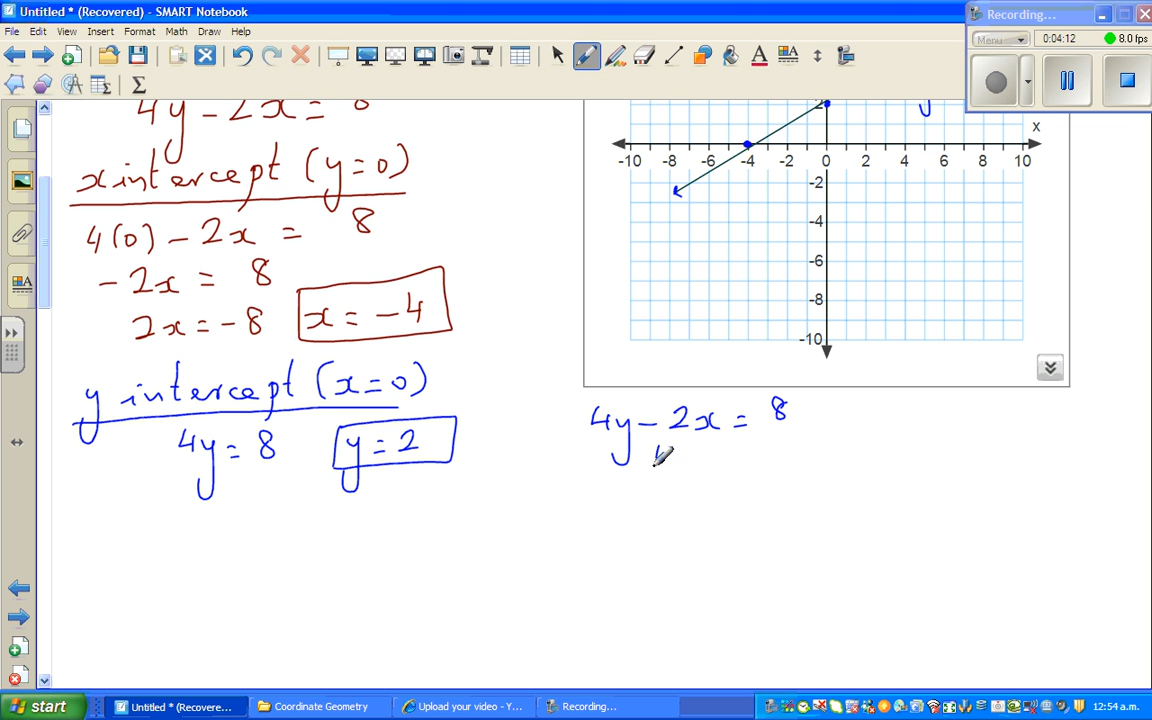 Untitled * (Recovered) - SMART Notebook
File Edit View Insert Format Math Draw Help
Recording...
Menu
0:04:12
8.0 fps
4y - 2x = 8
x intercept (y=0)
4(0) - 2x = 8
- 2x = 8
2x = -8
x = -4
y intercept (x=0)
4y = 8
y = 2
2
y
x
-10 -8 -6 -4 -2 0 2 4 6 8 10
-2
-4
-6
-8
-10
4y - 2x = 8
start
Untitled * (Recovere...
Coordinate Geometry
Upload your video - Y...
Recording...
12:54 a.m.